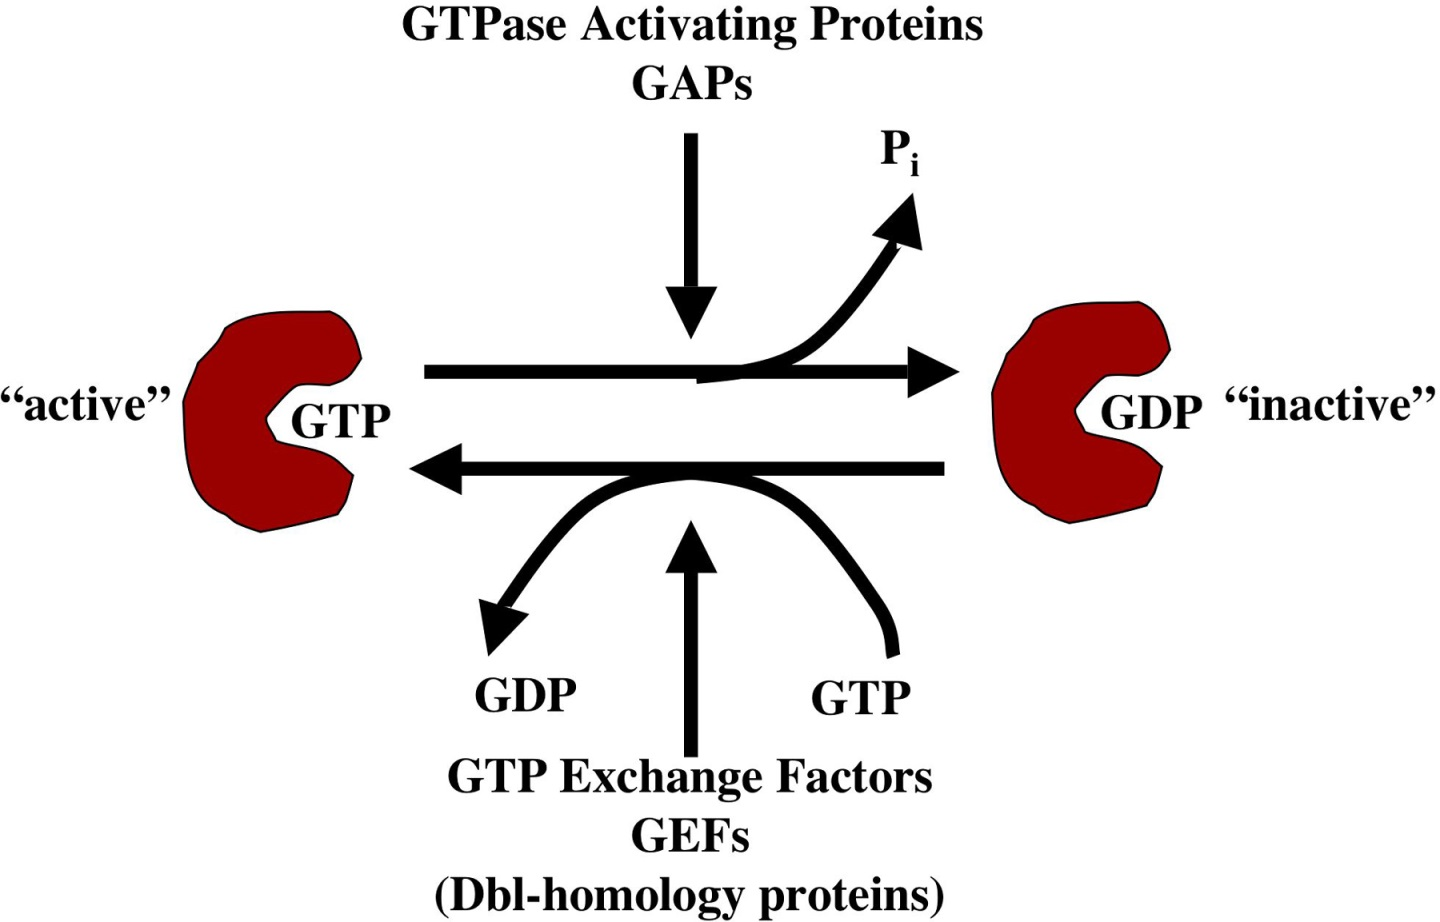 GTPase Activating Proteins
GAPs
Pi
“active”
GTP
GDP
“inactive”
GDP
GTP
GTP Exchange Factors
GEFs
(Dbl-homology proteins)